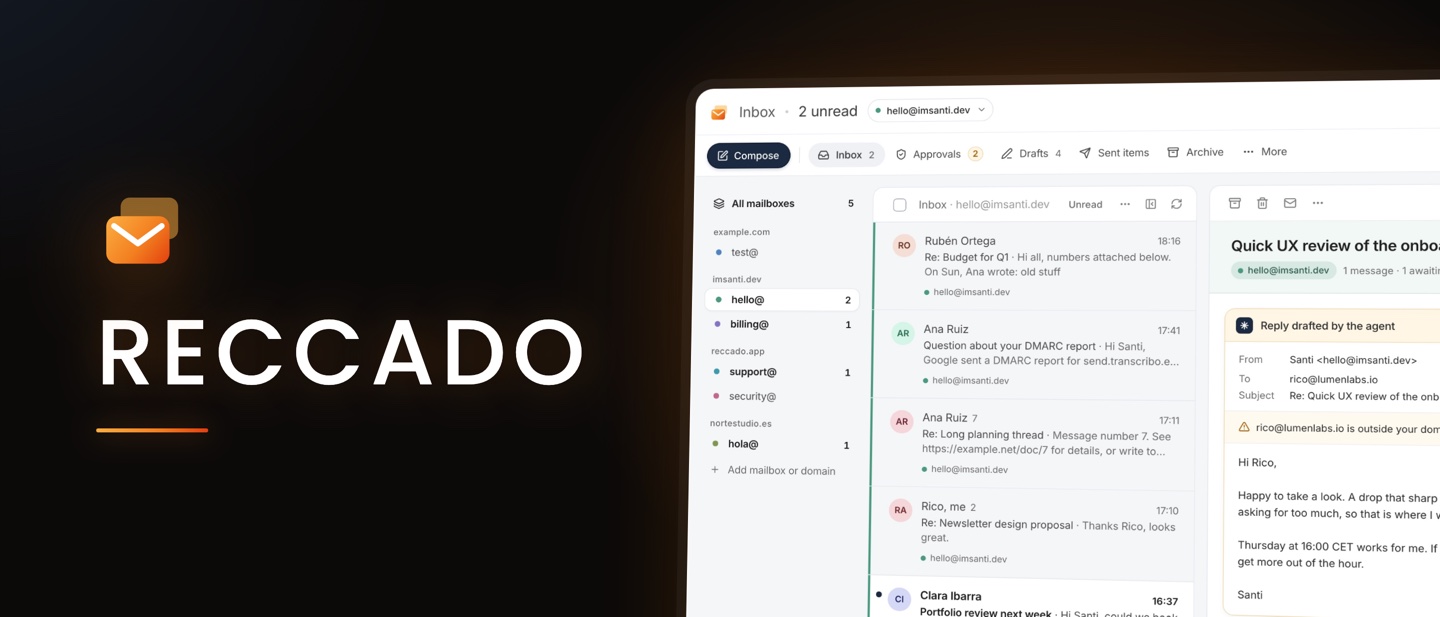 RECCADO
Inbox · 2 unread
hello@imsanti.dev
Compose
Inbox 2
Approvals 2
Drafts 4
Sent items
Archive
More
All mailboxes 5
example.com
test@
imsanti.dev
hello@ 2
billing@ 1
reccado.app
support@ 1
security@
nortestudio.es
hola@ 1
+ Add mailbox or domain
Inbox · hello@imsanti.dev
Unread
RO
Rubén Ortega 18:16
Re: Budget for Q1 · Hi all, numbers attached below.
On Sun, Ana wrote: old stuff
hello@imsanti.dev
AR
Ana Ruiz 17:41
Question about your DMARC report · Hi Santi,
Google sent a DMARC report for send.transcribo.e...
hello@imsanti.dev
AR
Ana Ruiz 7 17:11
Re: Long planning thread · Message number 7. See
https://example.net/doc/7 for details, or write to...
hello@imsanti.dev
RA
Rico, me 2 17:10
Re: Newsletter design proposal · Thanks Rico, looks
great.
hello@imsanti.dev
CI
Clara Ibarra 16:37
Portfolio review next week · Hi Santi, could we book
Quick UX review of the onboa
hello@imsanti.dev 1 message · 1 awaitin
Reply drafted by the agent
From Santi <hello@imsanti.dev>
To rico@lumenlabs.io
Subject Re: Quick UX review of the onb
rico@lumenlabs.io is outside your dom
Hi Rico,
Happy to take a look. A drop that sharp
asking for too much, so that is where I w
Thursday at 16:00 CET works for me. If
get more out of the hour.
Santi